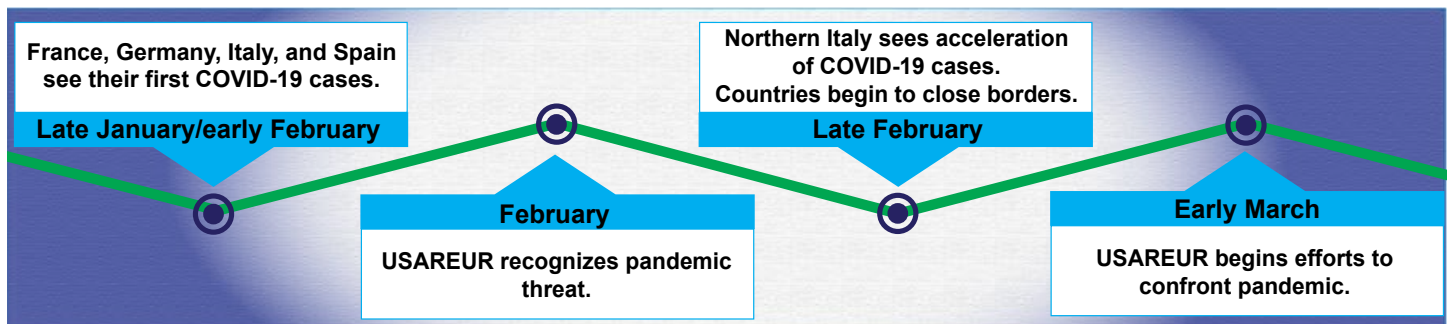 France, Germany, Italy, and Spain
see their first COVID-19 cases.
Late January/early February
February
USAREUR recognizes pandemic
threat.
Northern Italy sees acceleration
of COVID-19 cases.
Countries begin to close borders.
Late February
Early March
USAREUR begins efforts to
confront pandemic.